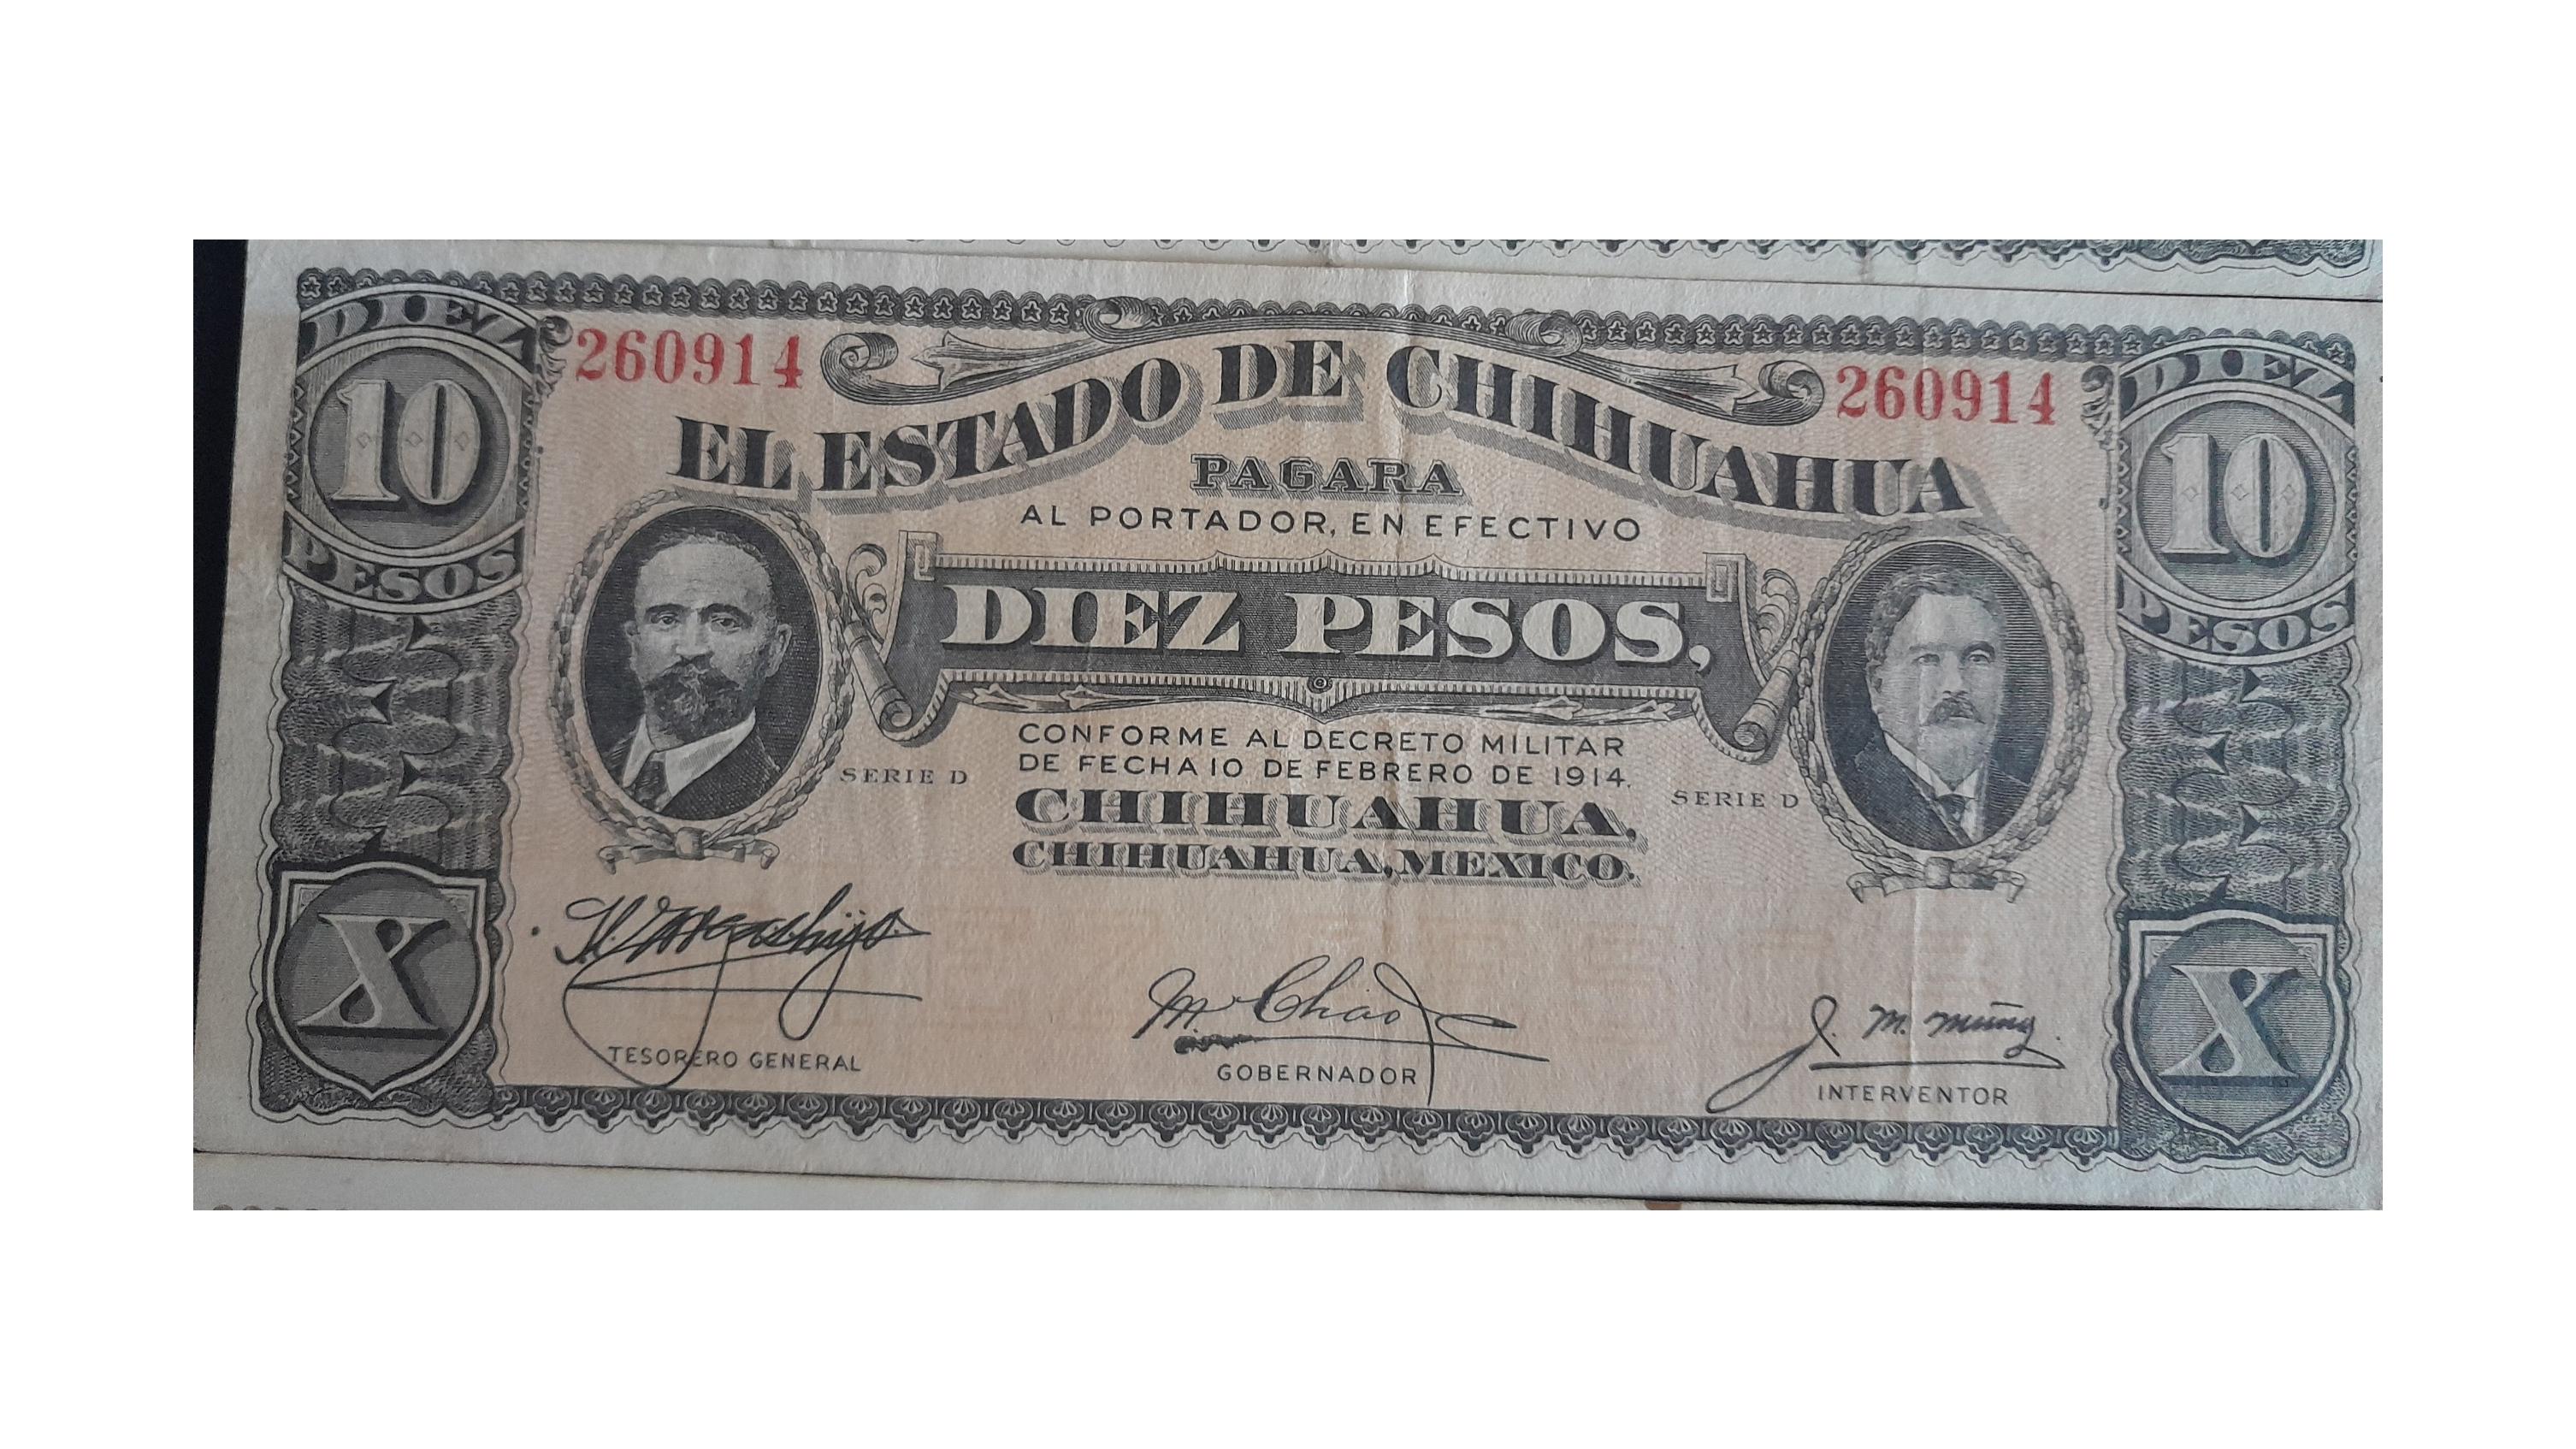 DIEZ
10
PESOS
260914
260914
DIEZ
10
PESOS
EL ESTADO DE CHIHUAHUA
PAGARA
AL PORTADOR, EN EFECTIVO
DIEZ PESOS,
CONFORME AL DECRETO MILITAR
DE FECHA 10 DE FEBRERO DE 1914.
SERIE D
SERIE D
CHIHUAHUA,
CHIHUAHUA, MEXICO.
X
M Chao
J. M. Muñoz
X
TESORERO GENERAL
GOBERNADOR
INTERVENTOR